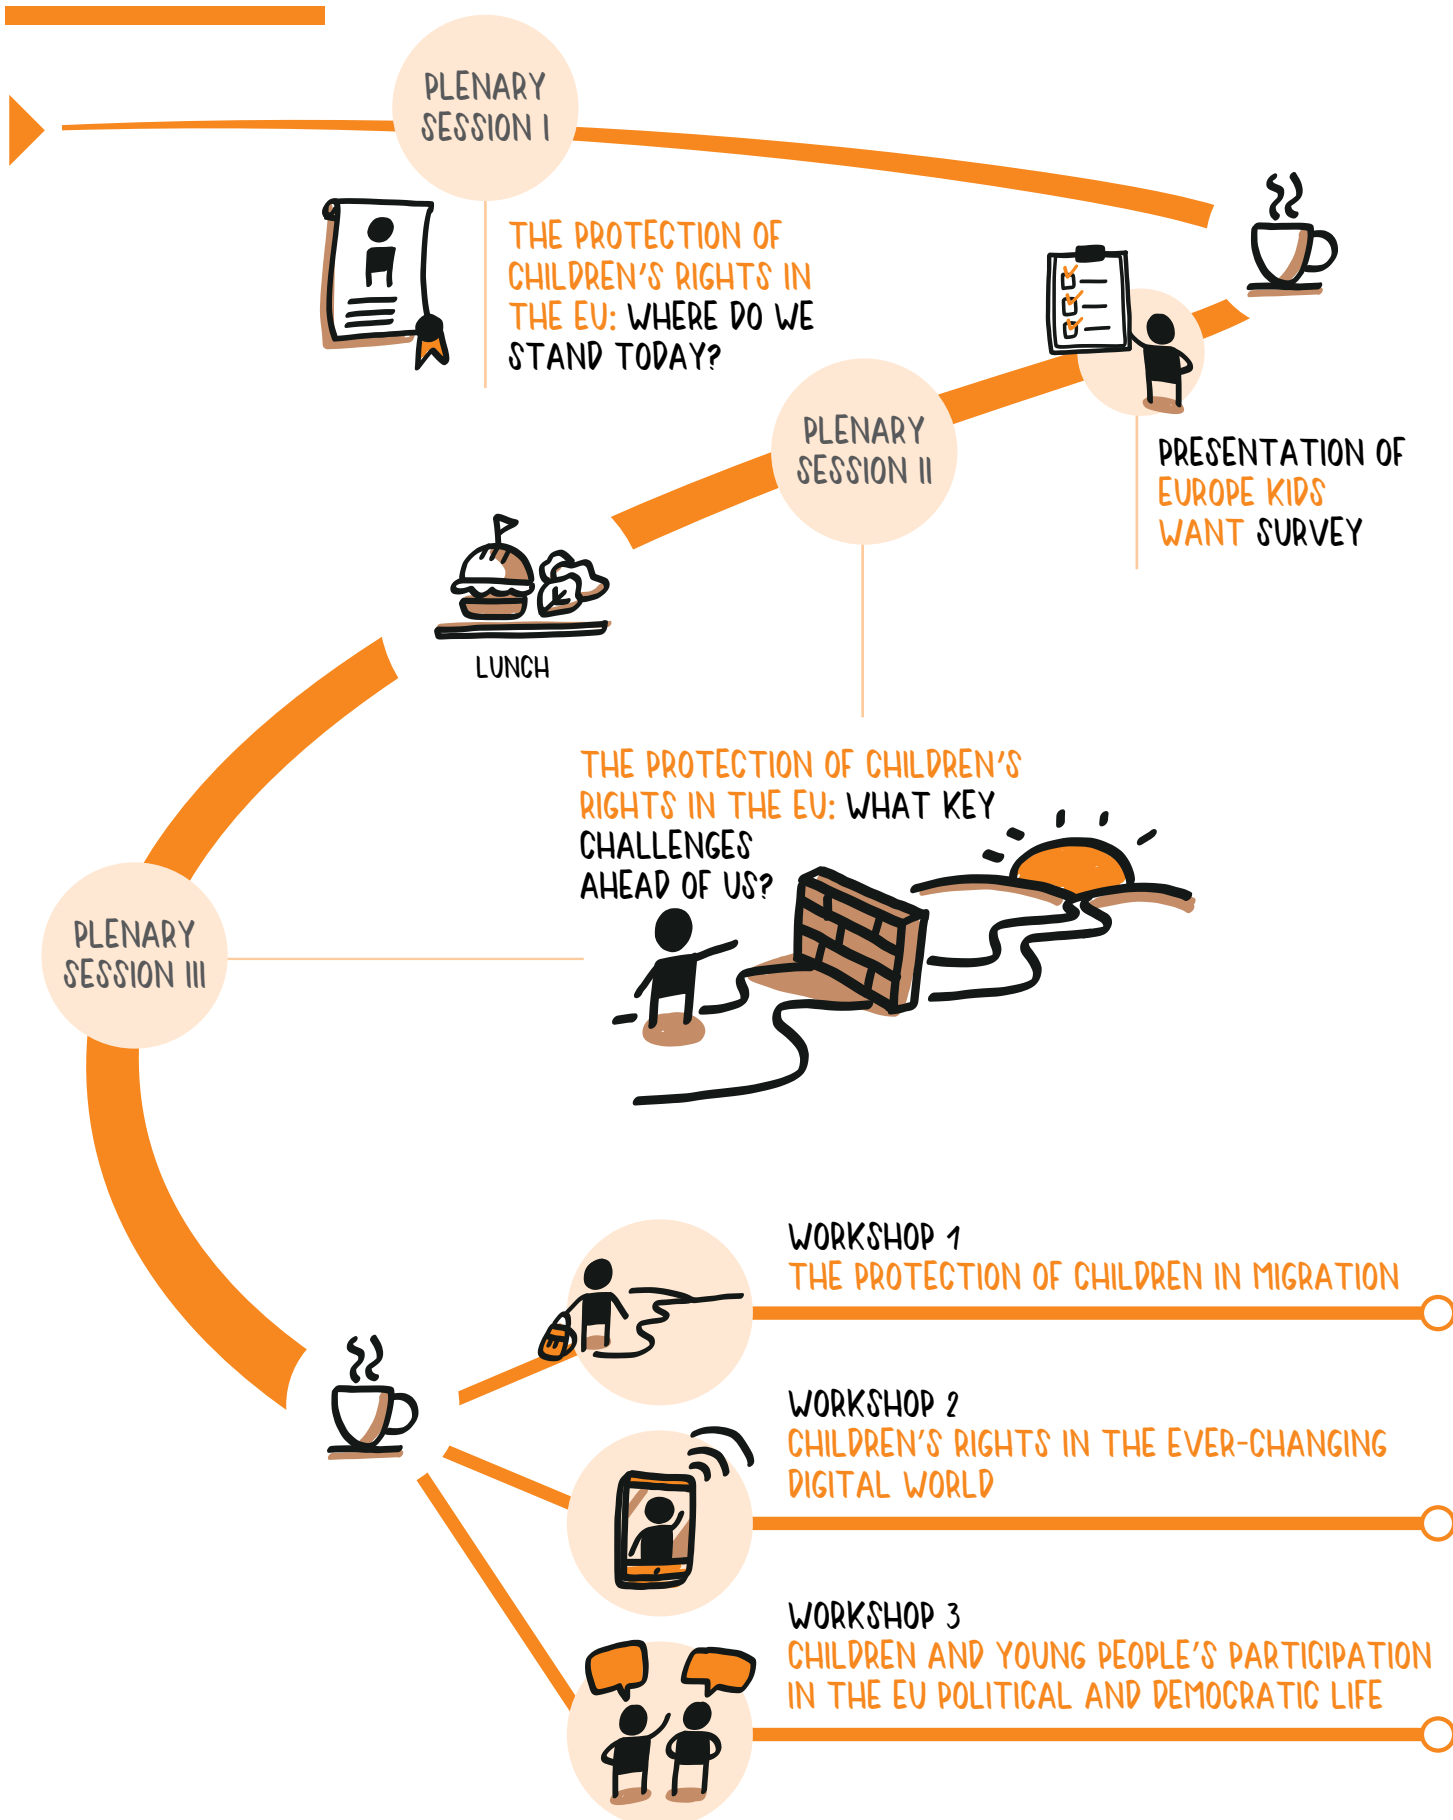 PLENARY
SESSION I
THE PROTECTION OF
CHILDREN'S RIGHTS IN
THE EU: WHERE DO WE
STAND TODAY?
PRESENTATION OF
EUROPE KIDS
WANT SURVEY
PLENARY
SESSION II
LUNCH
THE PROTECTION OF CHILDREN'S
RIGHTS IN THE EU: WHAT KEY
CHALLENGES
AHEAD OF US?
PLENARY
SESSION III
WORKSHOP 1
THE PROTECTION OF CHILDREN IN MIGRATION
WORKSHOP 2
CHILDREN'S RIGHTS IN THE EVER-CHANGING
DIGITAL WORLD
WORKSHOP 3
CHILDREN AND YOUNG PEOPLE'S PARTICIPATION
IN THE EU POLITICAL AND DEMOCRATIC LIFE